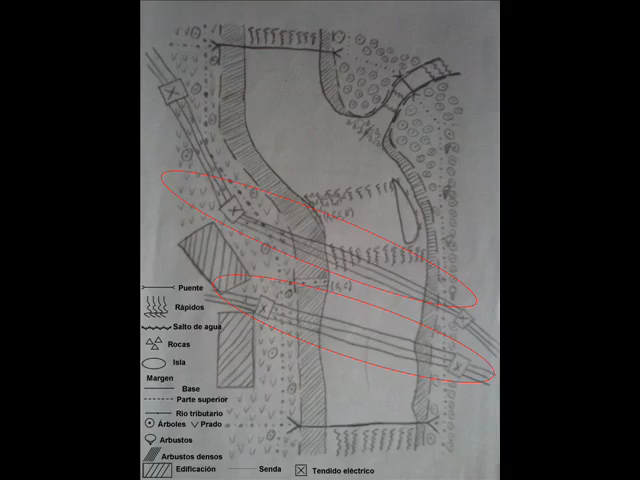 Puente
Rápidos
Salto de agua
Rocas
Isla
Margen
Base
Parte superior
Río tributario
Árboles Prado
Arbustos
Arbustos densos
Edificación Senda Tendido eléctrico